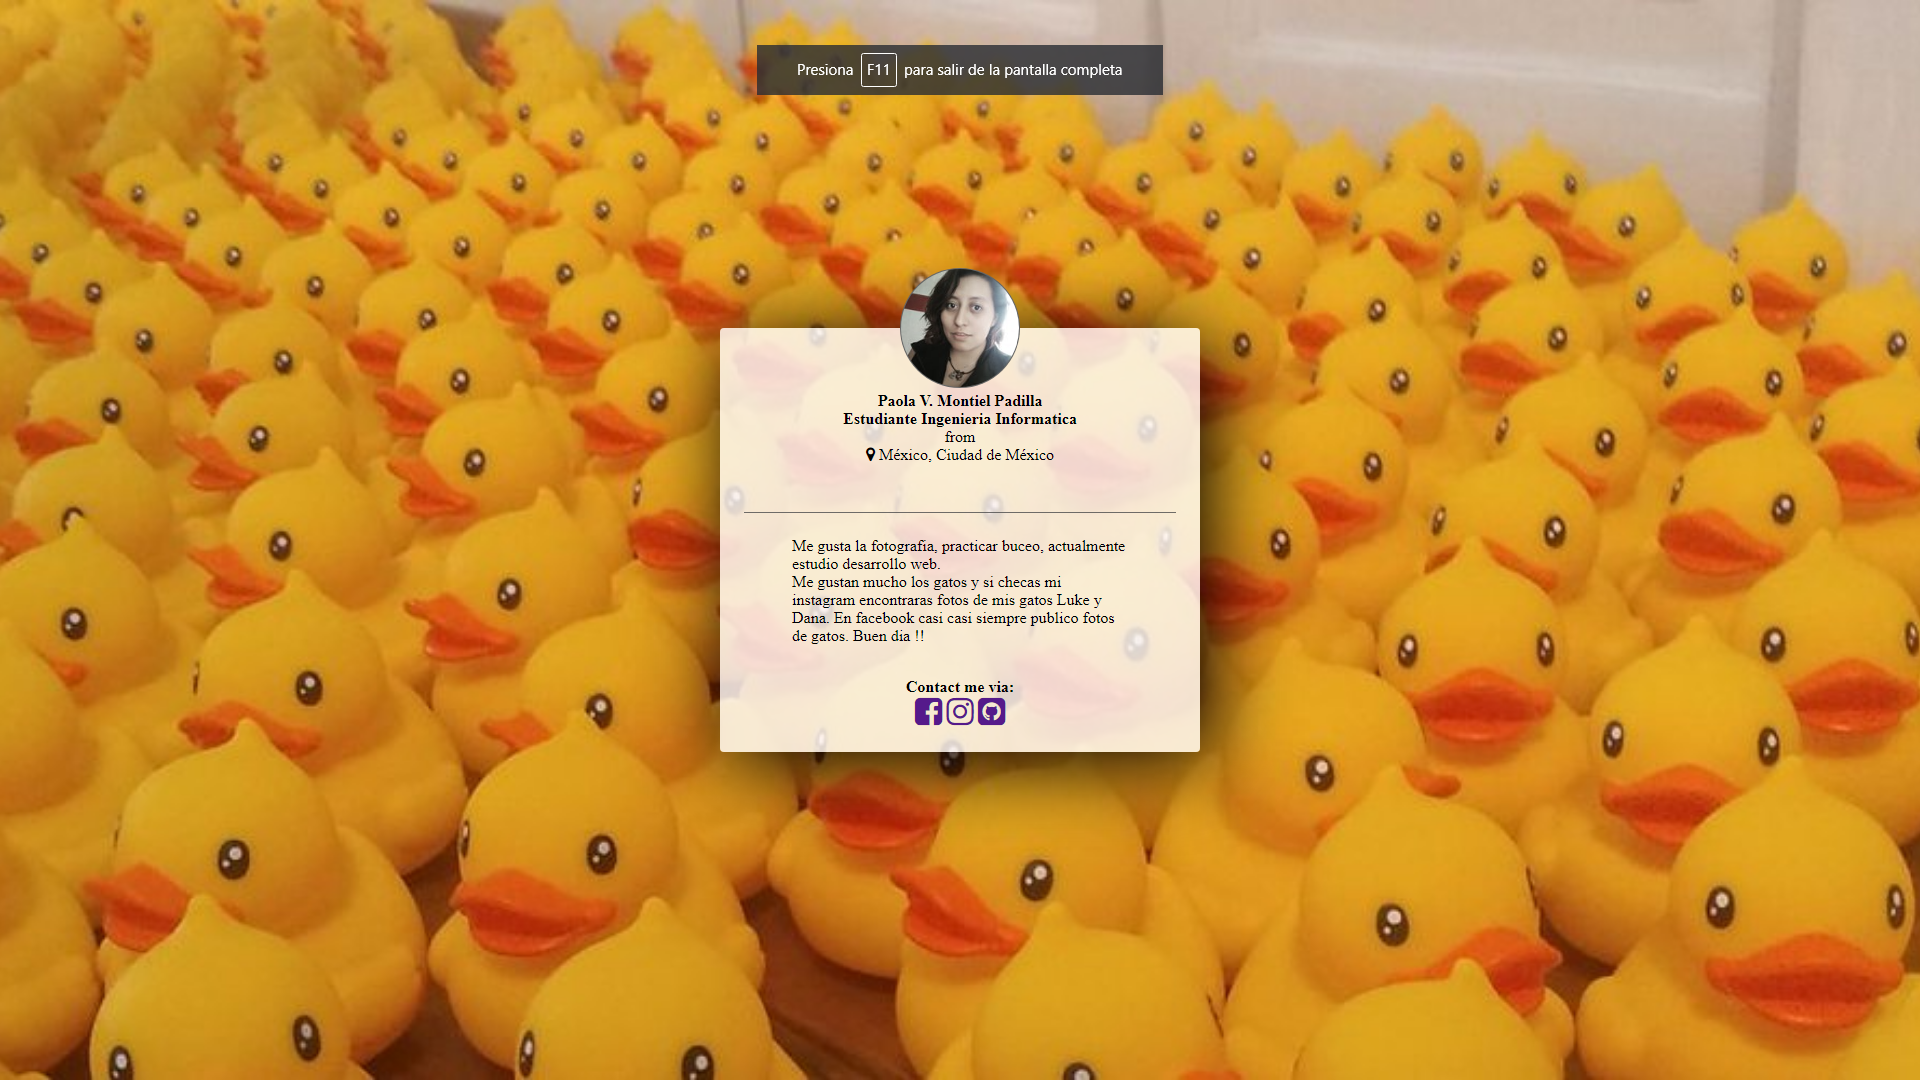 Presiona F11 para salir de la pantalla completa
Paola V. Montiel Padilla
Estudiante Ingenieria Informatica
from
México, Ciudad de México
Me gusta la fotografía, practicar buceo, actualmente
estudio desarrollo web.
Me gustan mucho los gatos y si checas mi
instagram encontraras fotos de mis gatos Luke y
Dana. En facebook casi casi siempre publico fotos
de gatos. Buen día !!
Contact me via: